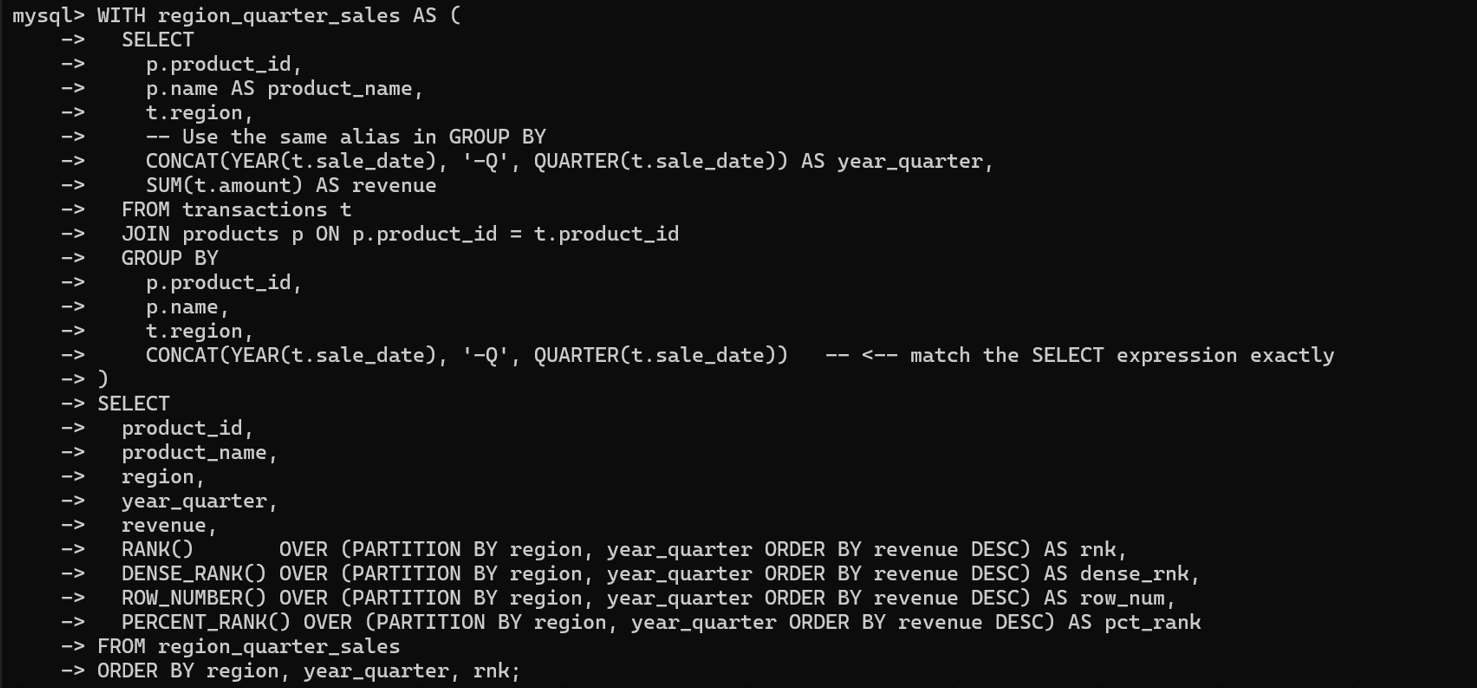 mysql> WITH region_quarter_sales AS (
    ->   SELECT
    ->     p.product_id,
    ->     p.name AS product_name,
    ->     t.region,
    ->     -- Use the same alias in GROUP BY
    ->     CONCAT(YEAR(t.sale_date), '-Q', QUARTER(t.sale_date)) AS year_quarter,
    ->     SUM(t.amount) AS revenue
    ->   FROM transactions t
    ->   JOIN products p ON p.product_id = t.product_id
    ->   GROUP BY
    ->     p.product_id,
    ->     p.name,
    ->     t.region,
    ->     CONCAT(YEAR(t.sale_date), '-Q', QUARTER(t.sale_date))   -- <-- match the SELECT expression exactly
    -> )
    -> SELECT
    ->   product_id,
    ->   product_name,
    ->   region,
    ->   year_quarter,
    ->   revenue,
    ->   RANK()       OVER (PARTITION BY region, year_quarter ORDER BY revenue DESC) AS rnk,
    ->   DENSE_RANK() OVER (PARTITION BY region, year_quarter ORDER BY revenue DESC) AS dense_rnk,
    ->   ROW_NUMBER() OVER (PARTITION BY region, year_quarter ORDER BY revenue DESC) AS row_num,
    ->   PERCENT_RANK() OVER (PARTITION BY region, year_quarter ORDER BY revenue DESC) AS pct_rank
    -> FROM region_quarter_sales
    -> ORDER BY region, year_quarter, rnk;